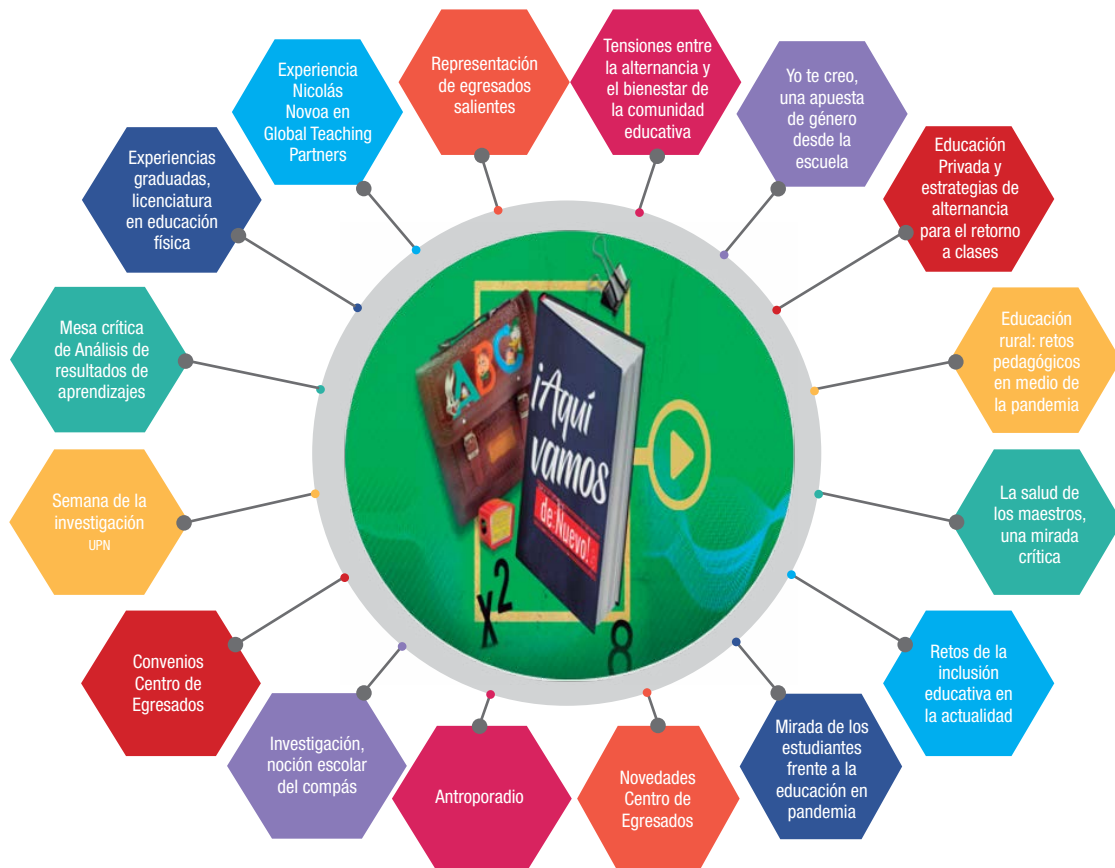 Representación
de egresados
salientes
Tensiones entre
la alternancia y
el bienestar de
la comunidad
educativa
Yo te creo,
una apuesta
de género
desde la
escuela
Educación
Privada y
estrategias de
alternancia
para el retorno
a clases
Educación
rural: retos
pedagógicos
en medio de
la pandemia
La salud de
los maestros,
una mirada
crítica
Retos de la
inclusión
educativa en
la actualidad
Mirada de los
estudiantes
frente a la
educación en
pandemia
Novedades
Centro de
Egresados
Antroporadio
Investigación,
noción escolar
del compás
Convenios
Centro de
Egresados
Semana de la
investigación
UPN
Mesa crítica
de Análisis de
resultados de
aprendizajes
Experiencias
graduadas,
licenciatura
en educación
física
Experiencia
Nicolás
Novoa en
Global Teaching
Partners
ABC
¡Aquí
vamos
de Nuevo!
x2
8